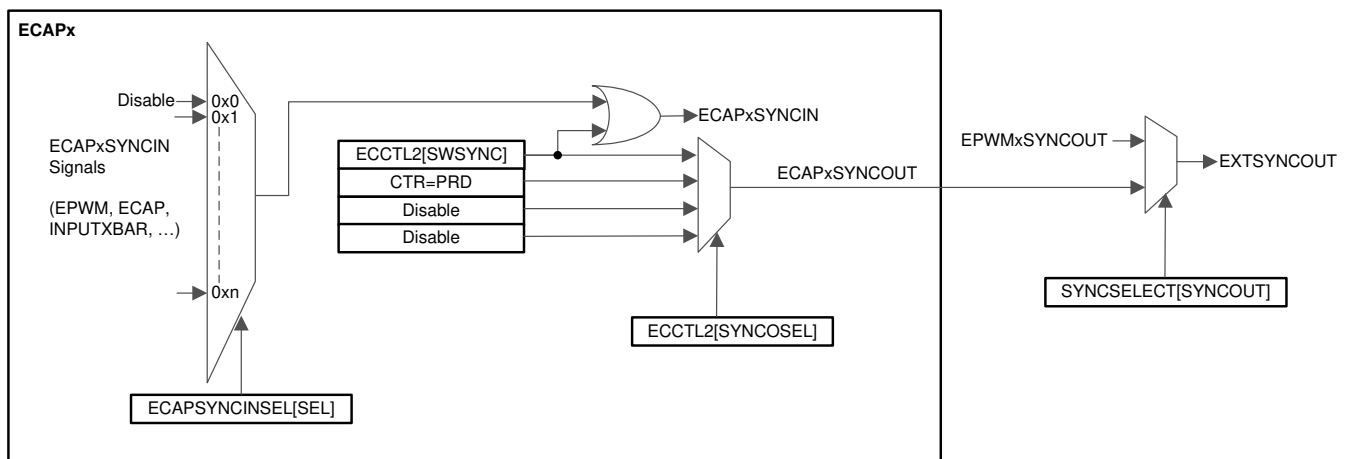 ECAPx
Disable
0x0
0x1
ECAPxSYNCIN
Signals
(EPWM, ECAP,
INPUTXBAR, …)
0xn
ECAPSYNCINSEL[SEL]
ECCTL2[SWSYNC]
CTR=PRD
Disable
Disable
ECAPxSYNCIN
ECAPxSYNCOUT
ECCTL2[SYNCOSEL]
EPWMxSYNCOUT
EXTSYNCOUT
SYNCSELECT[SYNCOUT]